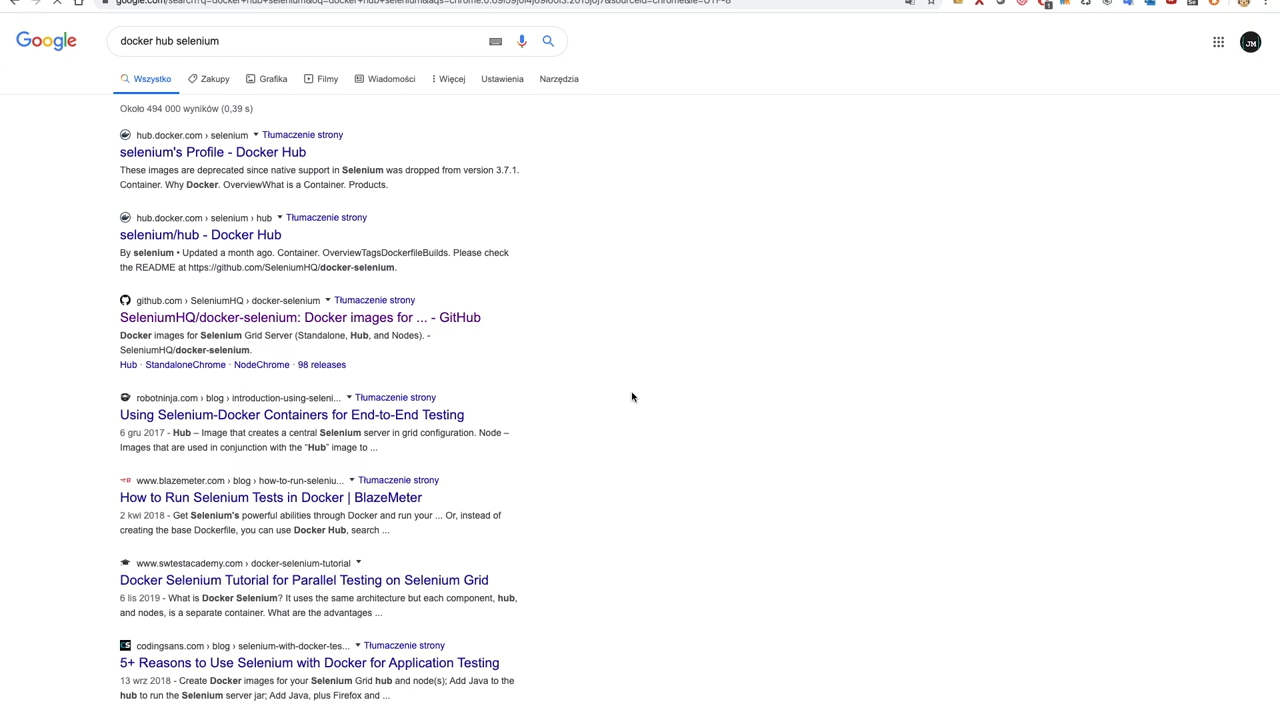 Google
docker hub selenium
JM
Wszystko Zakupy Grafika Filmy Wiadomości Więcej Ustawienia Narzędzia
Około 494 000 wyników (0,39 s)
hub.docker.com › selenium Tłumaczenie strony
selenium's Profile - Docker Hub
These images are deprecated since native support in Selenium was dropped from version 3.7.1.
Container. Why Docker. OverviewWhat is a Container. Products.
hub.docker.com › selenium › hub Tłumaczenie strony
selenium/hub - Docker Hub
By selenium • Updated a month ago. Container. OverviewTagsDockerfileBuilds. Please check
the README at https://github.com/SeleniumHQ/docker-selenium.
github.com › SeleniumHQ › docker-selenium Tłumaczenie strony
SeleniumHQ/docker-selenium: Docker images for ... - GitHub
Docker images for Selenium Grid Server (Standalone, Hub, and Nodes). -
SeleniumHQ/docker-selenium.
Hub · StandaloneChrome · NodeChrome · 98 releases
robotninja.com › blog › introduction-using-seleni... Tłumaczenie strony
Using Selenium-Docker Containers for End-to-End Testing
6 gru 2017 - Hub – Image that creates a central Selenium server in grid configuration. Node –
Images that are used in conjunction with the “Hub” image to ...
www.blazemeter.com › blog › how-to-run-seleniu... Tłumaczenie strony
How to Run Selenium Tests in Docker | BlazeMeter
2 kwi 2018 - Get Selenium's powerful abilities through Docker and run your ... Or, instead of
creating the base Dockerfile, you can use Docker Hub, search ...
www.swtestacademy.com › docker-selenium-tutorial
Docker Selenium Tutorial for Parallel Testing on Selenium Grid
6 lis 2019 - What is Docker Selenium? It uses the same architecture but each component, hub,
and nodes, is a separate container. What are the advantages ...
codingsans.com › blog › selenium-with-docker-tes... Tłumaczenie strony
5+ Reasons to Use Selenium with Docker for Application Testing
13 wrz 2018 - Create Docker images for your Selenium Grid hub and node(s); Add Java to the
hub to run the Selenium server jar; Add Java, plus Firefox and ...